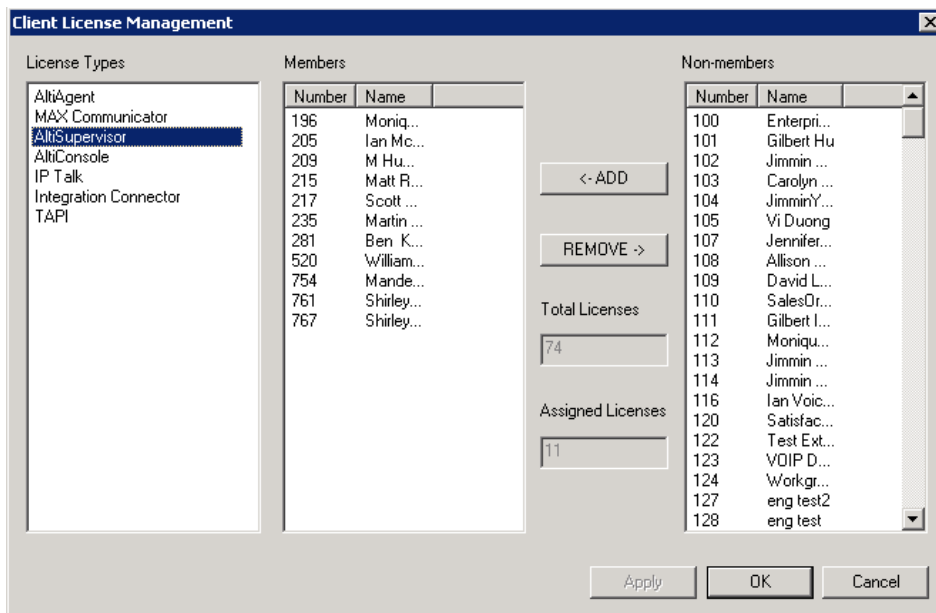 Client License Management
License Types
AltiAgent
MAX Communicator
AltiSupervisor
AltiConsole
IP Talk
Integration Connector
TAPI
Members
Number Name
196 Moniq...
205 Ian Mc...
209 M Hu...
215 Matt R...
217 Scott ...
235 Martin ...
281 Ben K...
520 William...
754 Mande...
761 Shirley...
767 Shirley...
<- ADD
REMOVE ->
Total Licenses
74
Assigned Licenses
11
Non-members
Number Name
100 Enterpri...
101 Gilbert Hu
102 Jimmin ...
103 Carolyn ...
104 JimminY...
105 Vi Duong
107 Jennifer...
108 Allison ...
109 David L...
110 SalesOr...
111 Gilbert I...
112 Moniqu...
113 Jimmin ...
114 Jimmin ...
116 Ian Voic...
120 Satisfac...
122 Test Ext...
123 VOIP D...
124 Workgr...
127 eng test2
128 eng test
Apply
OK
Cancel